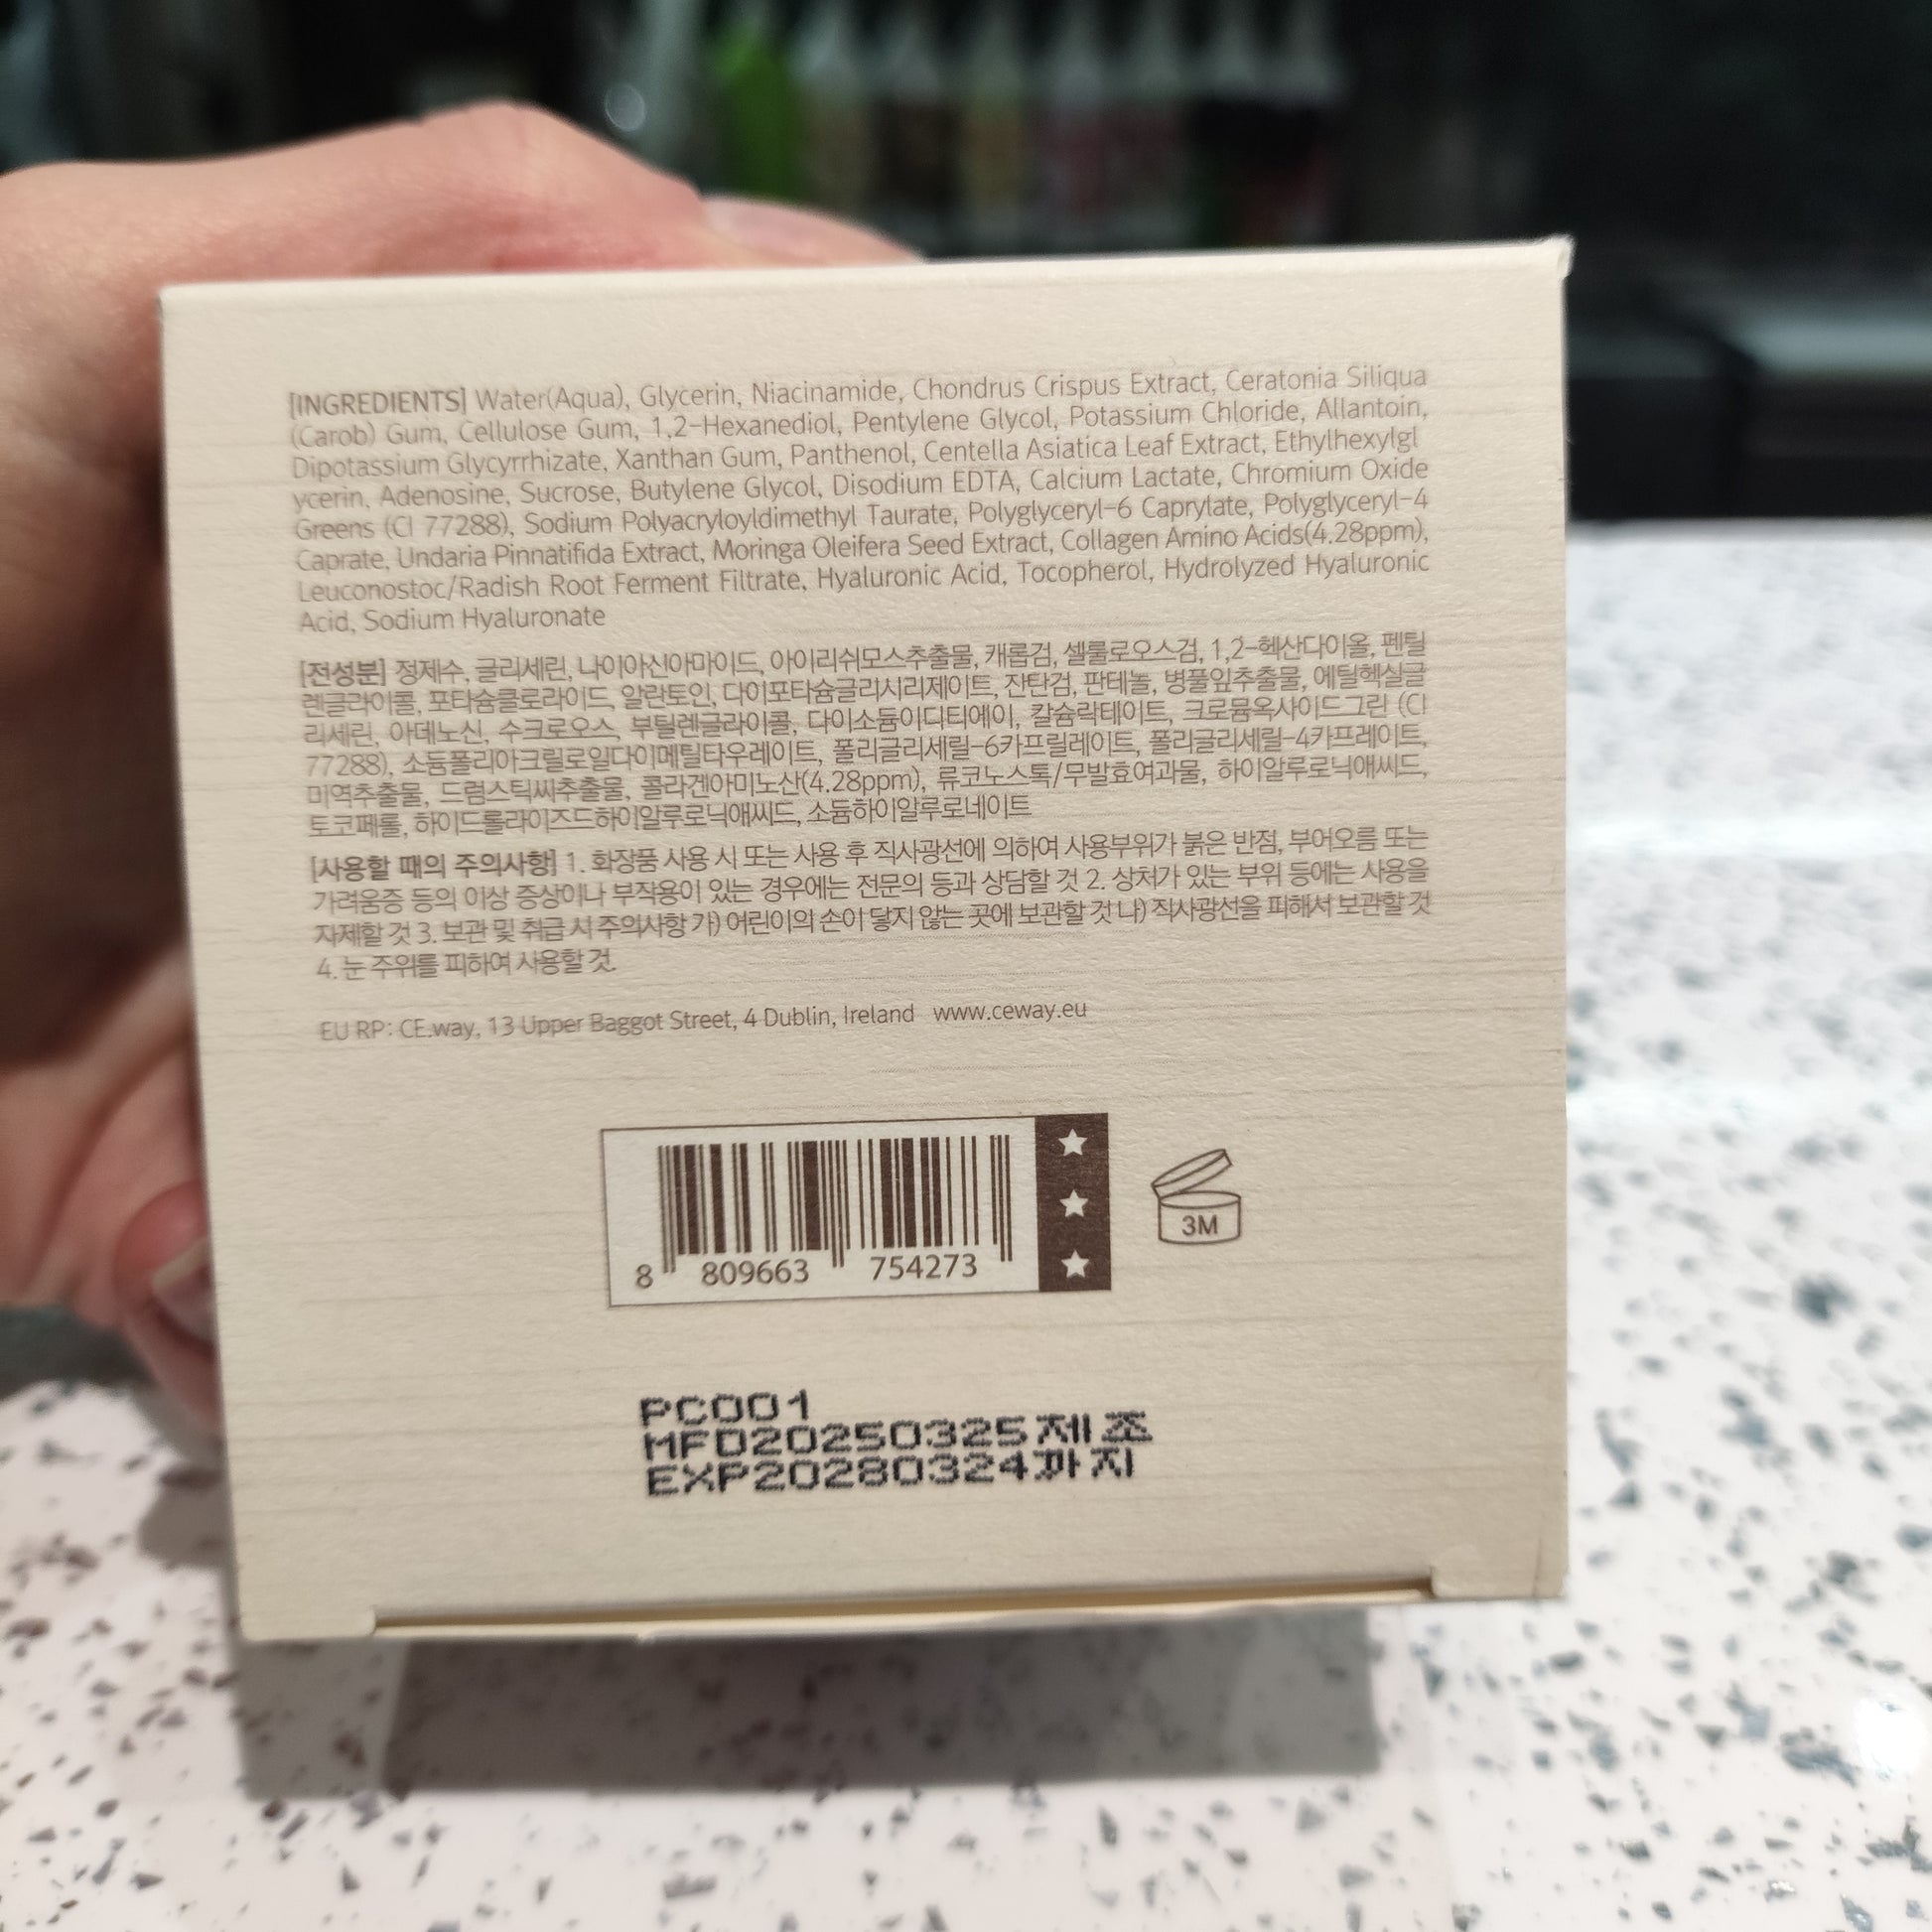 [INGREDIENTS] Water(Aqua), Glycerin, Niacinamide, Chondrus Crispus Extract, Ceratonia Siliqua
(Carob) Gum, Cellulose Gum, 1,2-Hexanediol, Pentylene Glycol, Potassium Chloride, Allantoin,
Dipotassium Glycyrrhizate, Xanthan Gum, Panthenol, Centella Asiatica Leaf Extract, Ethylhexylgl
ycerin, Adenosine, Sucrose, Butylene Glycol, Disodium EDTA, Calcium Lactate, Chromium Oxide
Greens (CI 77288), Sodium Polyacryloyldimethyl Taurate, Polyglyceryl-6 Caprylate, Polyglyceryl-4
Caprate, Undaria Pinnatifida Extract, Moringa Oleifera Seed Extract, Collagen Amino Acids(4.28ppm),
Leuconostoc/Radish Root Ferment Filtrate, Hyaluronic Acid, Tocopherol, Hydrolyzed Hyaluronic
Acid, Sodium Hyaluronate
[전성분] 정제수, 글리세린, 나이아신아마이드, 아이리쉬모스추출물, 캐롭검, 셀룰로오스검, 1,2-헥산다이올, 펜틸
렌글라이콜, 포타슘클로라이드, 알란토인, 다이포타슘글리시리제이트, 잔탄검, 판테놀, 병풀잎추출물, 에틸헥실글
리세린, 아데노신, 수크로오스, 부틸렌글라이콜, 다이소듐이디티에이, 칼슘락테이트, 크로뮴옥사이드그린 (CI
77288), 소듐폴리아크릴로일다이메틸타우레이트, 폴리글리세릴-6카프릴레이트, 폴리글리세릴-4카프레이트,
미역추출물, 드럼스틱씨추출물, 콜라겐아미노산(4.28ppm), 류코노스톡/무발효여과물, 하이알루로닉애씨드,
토코페롤, 하이드롤라이즈드하이알루로닉애씨드, 소듐하이알루로네이트
[사용할 때의 주의사항] 1. 화장품 사용 시 또는 사용 후 직사광선에 의하여 사용부위가 붉은 반점, 부어오름 또는
가려움증 등의 이상 증상이나 부작용이 있는 경우에는 전문의 등과 상담할 것 2. 상처가 있는 부위 등에는 사용을
자제할 것 3. 보관 및 취급 시 주의사항 가) 어린이의 손이 닿지 않는 곳에 보관할 것 나) 직사광선을 피해서 보관할 것
4. 눈 주위를 피하여 사용할 것.
EU RP: CE.way, 13 Upper Baggot Street, 4 Dublin, Ireland www.ceway.eu
8 809663 754273
3M
PC001
MFD20250325제조
EXP20280324까지